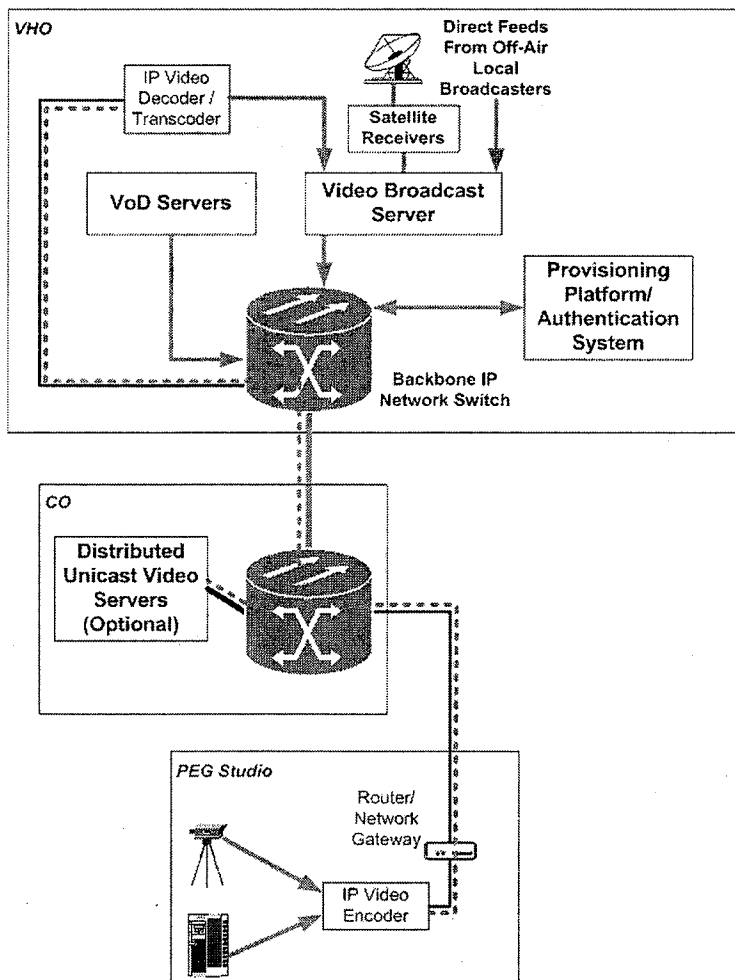 VHO
Direct Feeds
From Off-Air
Local
Broadcasters
IP Video
Decoder /
Transcoder
Satellite
Receivers
VoD Servers
Video Broadcast
Server
Provisioning
Platform/
Authentication
System
Backbone IP
Network Switch
CO
Distributed
Unicast Video
Servers
(Optional)
PEG Studio
Router/
Network
Gateway
IP Video
Encoder